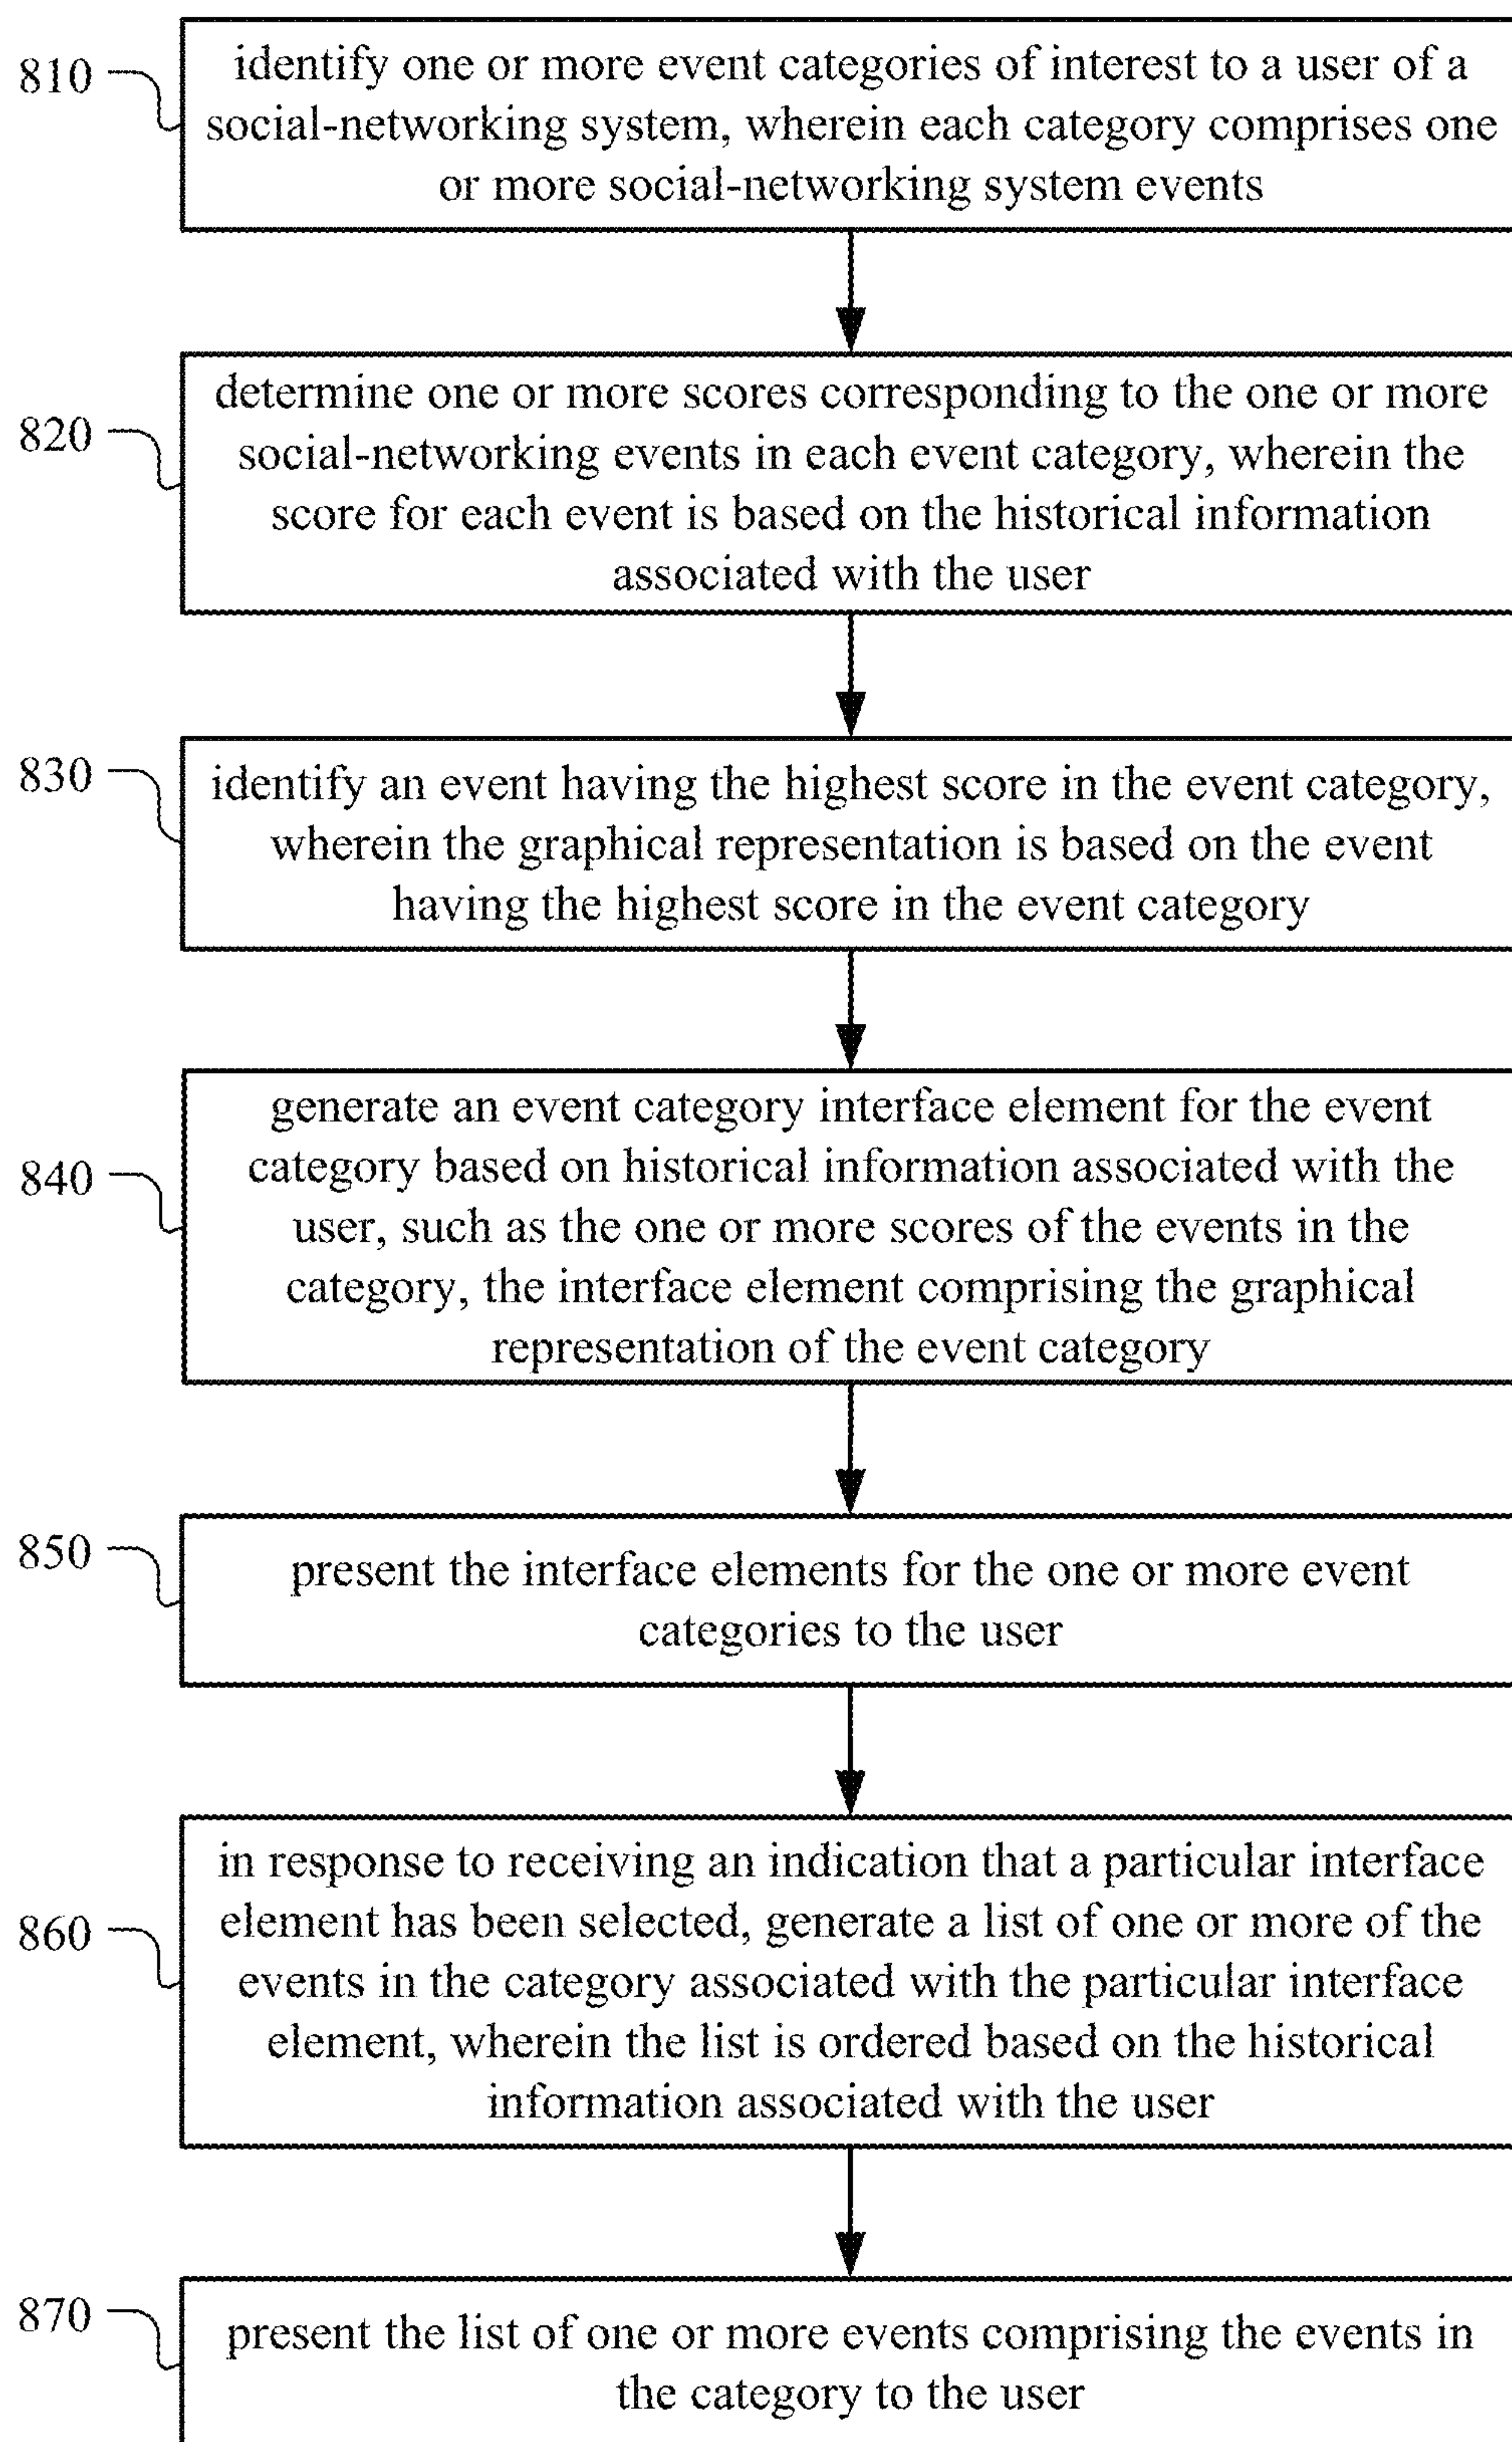 810
identify one or more event categories of interest to a user of a
social-networking system, wherein each category comprises one
or more social-networking system events
820
determine one or more scores corresponding to the one or more
social-networking events in each event category, wherein the
score for each event is based on the historical information
associated with the user
830
identify an event having the highest score in the event category,
wherein the graphical representation is based on the event
having the highest score in the event category
840
generate an event category interface element for the event
category based on historical information associated with the
user, such as the one or more scores of the events in the
category, the interface element comprising the graphical
representation of the event category
850
present the interface elements for the one or more event
categories to the user
860
in response to receiving an indication that a particular interface
element has been selected, generate a list of one or more of the
events in the category associated with the particular interface
element, wherein the list is ordered based on the historical
information associated with the user
870
present the list of one or more events comprising the events in
the category to the user